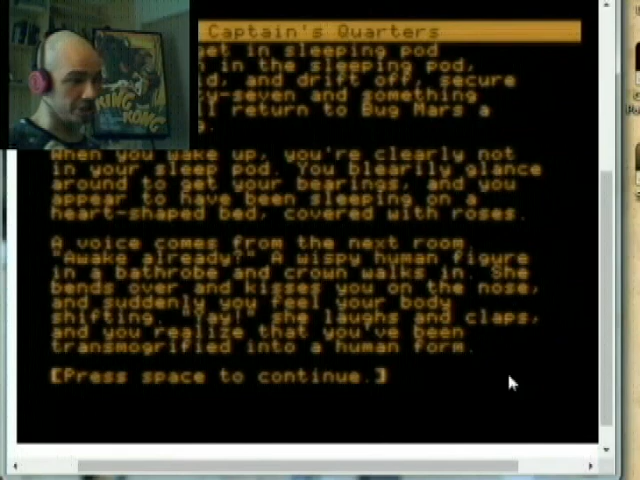 Captain's Quarters
get in sleeping pod
in the sleeping pod,
and drift off, secure
ty-seven and something
l return to Bug Mars a
When you wake up, you're clearly not
in your sleep pod. You blearily glance
around to get your bearings, and you
appear to have been sleeping on a
heart-shaped bed, covered with roses.
A voice comes from the next room.
"Awake already?" A wispy human figure
in a bathrobe and crown walks in. She
bends over and kisses you on the nose,
and suddenly you feel your body
shifting. "Yay!" she laughs and claps,
and you realize that you've been
transmogrified into a human form.
[Press space to continue.]
KING
KONG